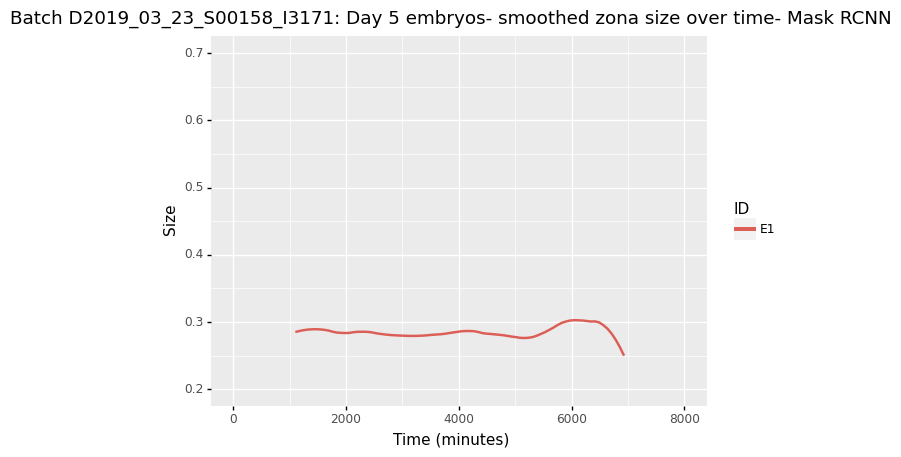 Batch D2019_03_23_S00158_I3171: Day 5 embryos- smoothed zona size over time- Mask RCNN
0.7
0.6
0.5
0.4
0.3
0.2
Size
0 2000 4000 6000 8000
Time (minutes)
ID
E1